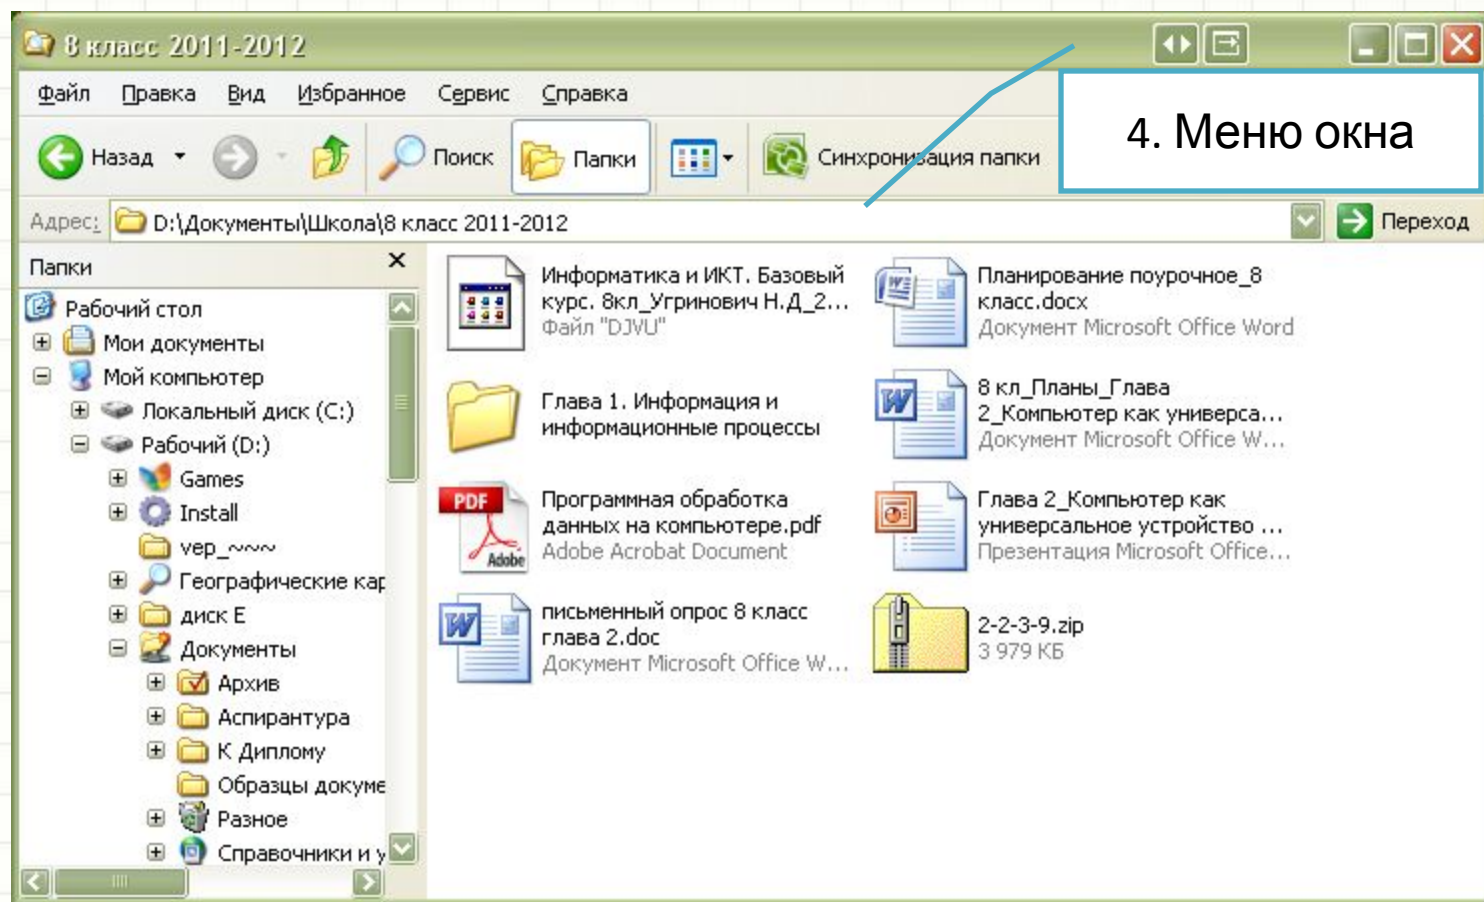 8 класс 2011-2012
Файл Правка Вид Избранное Сервис Справка
4. Меню окна
Назад Поиск Папки Синхронизация папки
Адрес: D:\Документы\Школа\8 класс 2011-2012 Переход
Папки
Рабочий стол
Мои документы
Мой компьютер
Локальный диск (C:)
Рабочий (D:)
Games
Install
vep_~~~
Географические кар
диск E
Документы
Архив
Аспирантура
К Диплому
Образцы докуме
Разное
Справочники и у
Информатика и ИКТ. Базовый
курс. 8кл_Угринович Н.Д_2...
Файл "DJVU"
Планирование поурочное_8
класс.docx
Документ Microsoft Office Word
Глава 1. Информация и
информационные процессы
8 кл_Планы_Глава
2_Компьютер как универса...
Документ Microsoft Office W...
PDF
Adobe
Программная обработка
данных на компьютере.pdf
Adobe Acrobat Document
Глава 2_Компьютер как
универсальное устройство ...
Презентация Microsoft Office...
письменный опрос 8 класс
глава 2.doc
Документ Microsoft Office W...
2-2-3-9.zip
3 979 КБ